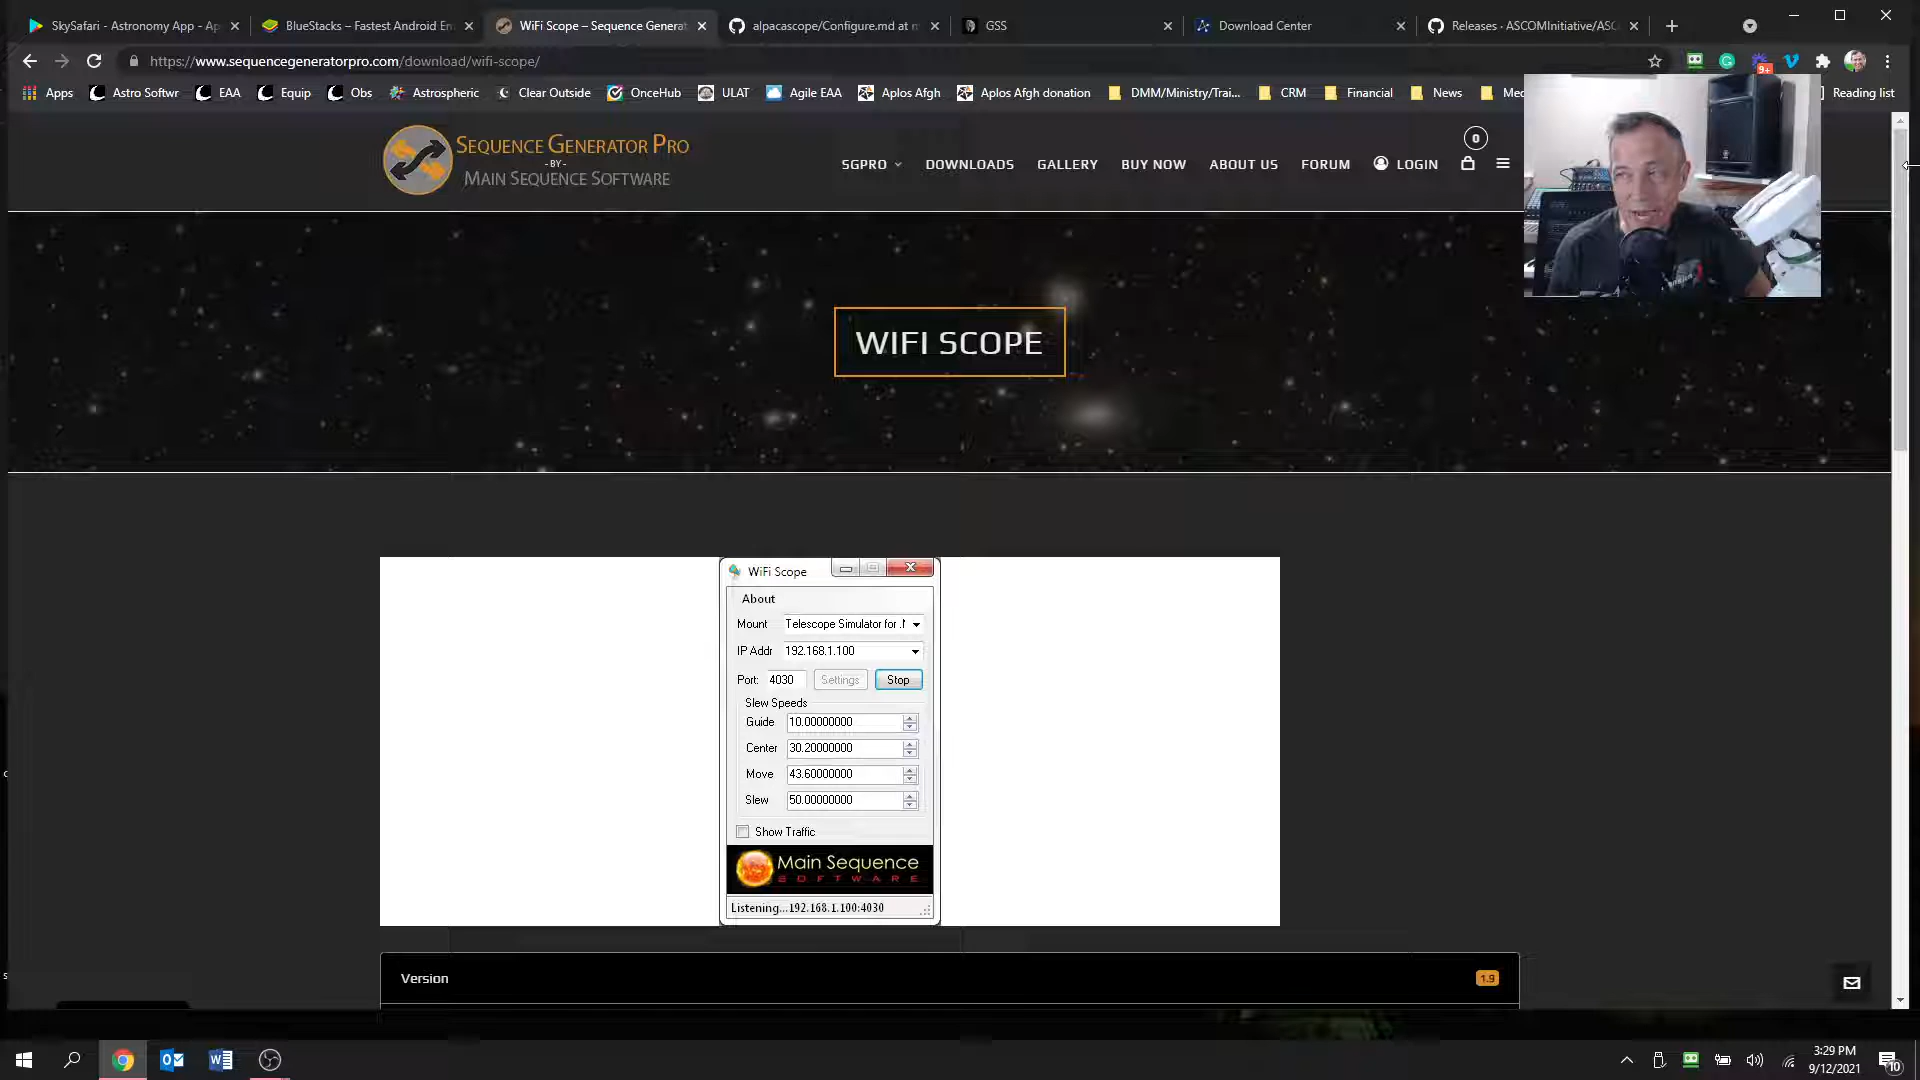 SkySafari - Astronomy App - Ap
BlueStacks – Fastest Android En
WiFi Scope – Sequence Generat
alpacascope/Configure.md at m
GSS
Download Center
Releases · ASCOMInitiative/ASC
https://www.sequencegeneratorpro.com/download/wifi-scope/
9+
Apps
Astro Softwr
EAA
Equip
Obs
Astrospheric
Clear Outside
OnceHub
ULAT
Agile EAA
Aplos Afgh
Aplos Afgh donation
DMM/Ministry/Trai...
CRM
Financial
News
Med
Reading list
SEQUENCE GENERATOR PRO
-BY-
MAIN SEQUENCE SOFTWARE
SGPRO
DOWNLOADS
GALLERY
BUY NOW
ABOUT US
FORUM
LOGIN
0
WIFI SCOPE
WiFi Scope
About
Mount Telescope Simulator for .N
IP Addr 192.168.1.100
Port: 4030 Settings Stop
Slew Speeds
Guide 10.00000000
Center 30.20000000
Move 43.60000000
Slew 50.00000000
Show Traffic
Main Sequence
SOFTWARE
Listening...192.168.1.100:4030
Version 1.9
3:29 PM
9/12/2021
10